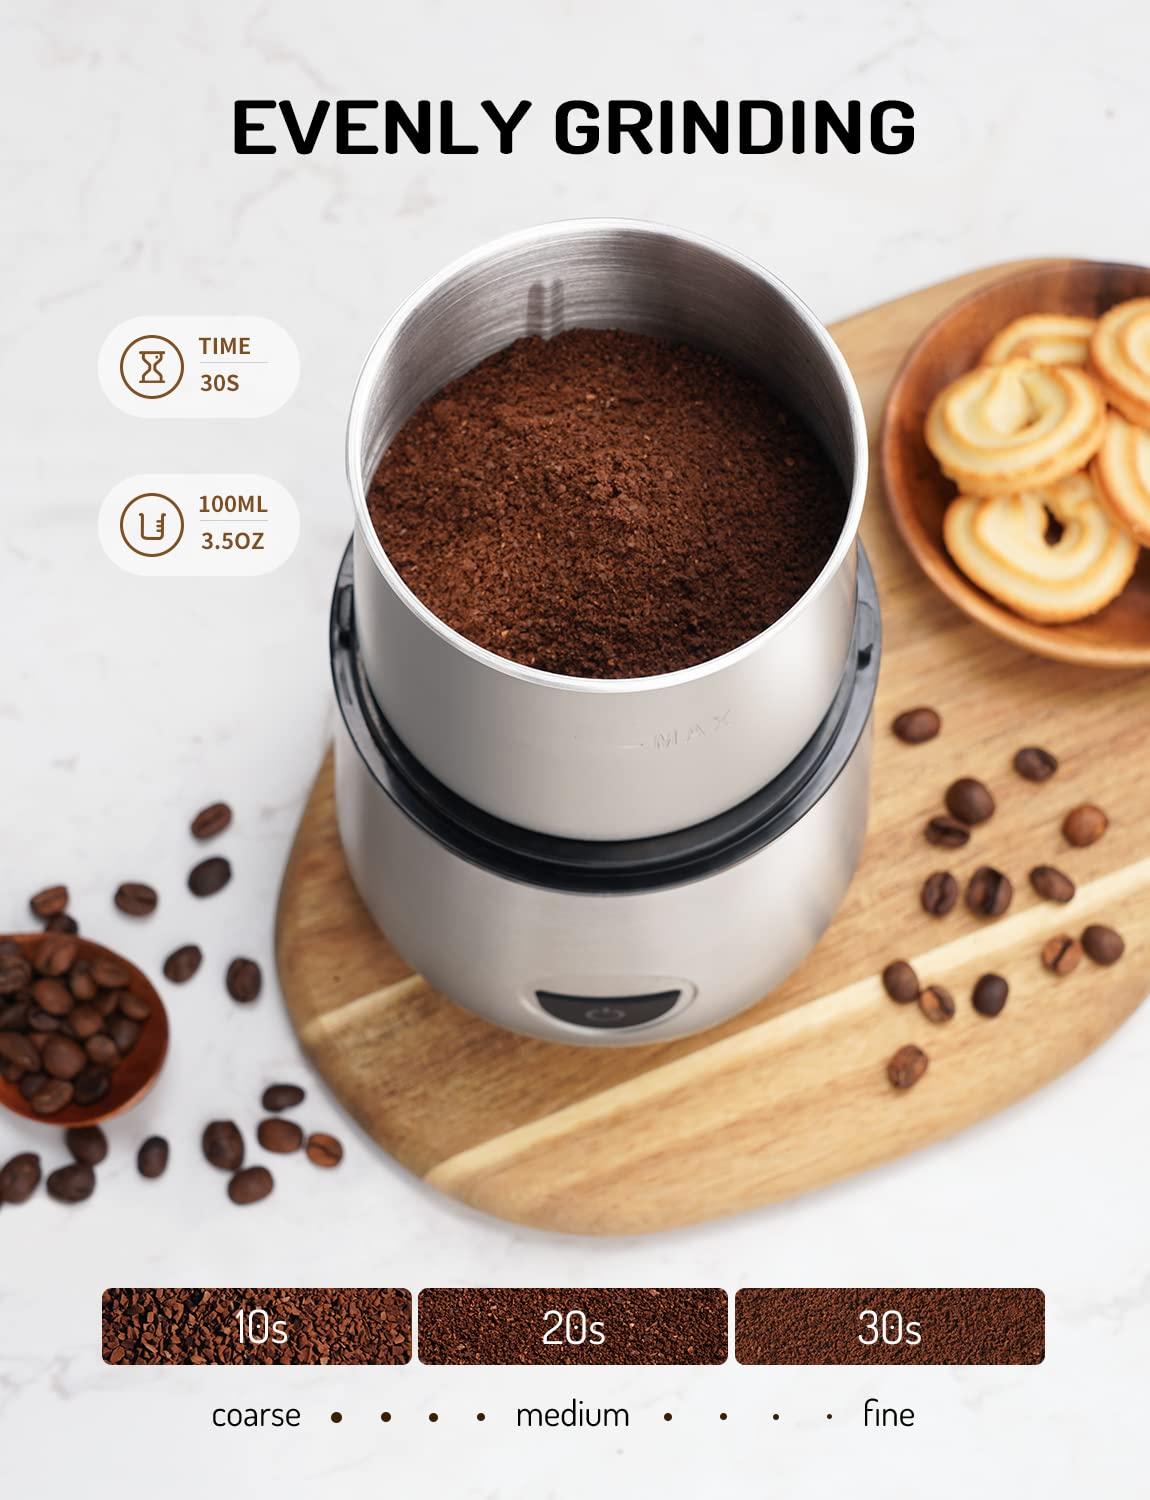 EVENLY GRINDING
TIME
30S
100ML
3.5OZ
MAX
10s
20s
30s
coarse
medium
fine